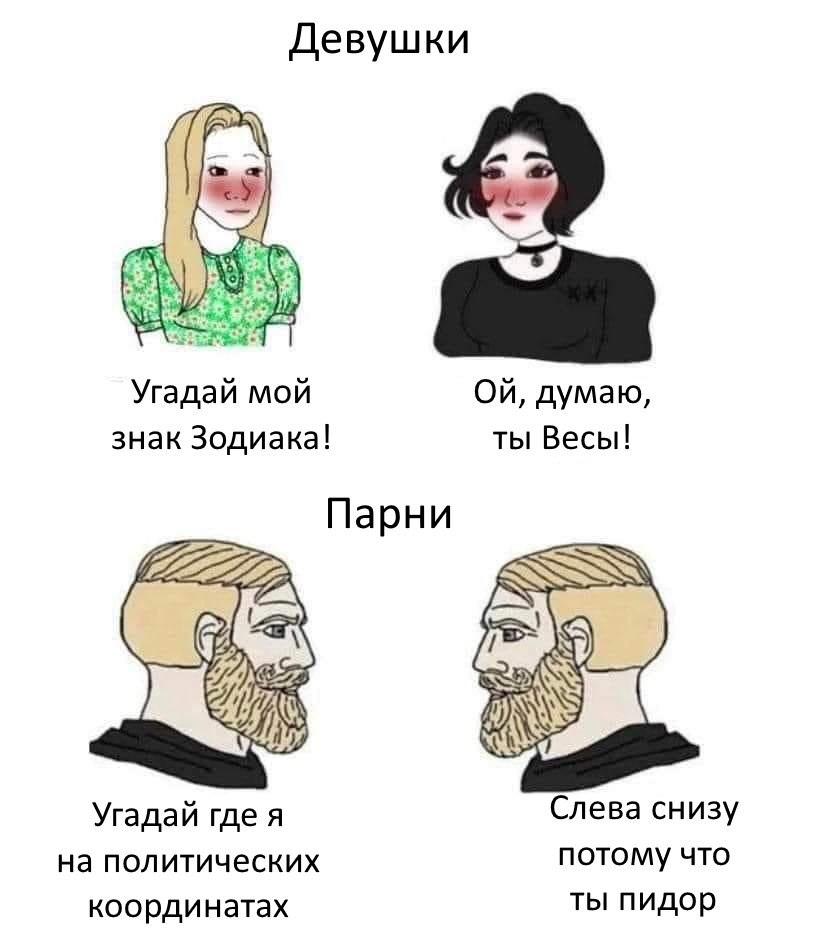 Девушки
Угадай мой
знак Зодиака!
Ой, думаю,
ты Весы!
Парни
Угадай где я
на политических
координатах
Слева снизу
потому что
ты пидор